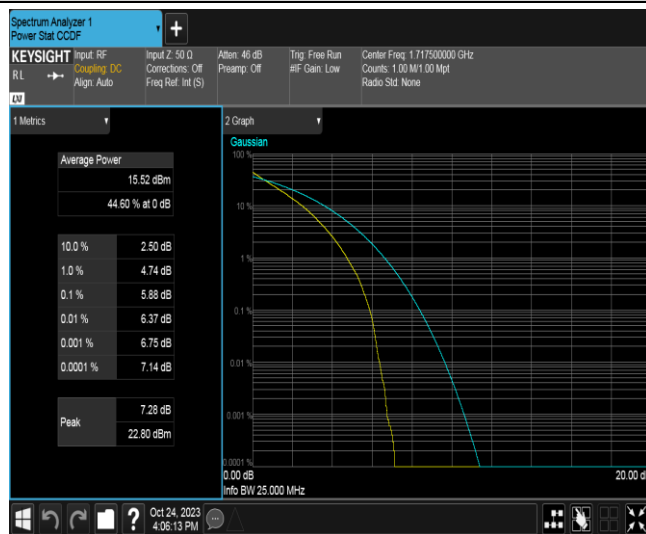 Spectrum Analyzer 1
Power Stat CCDF
KEYSIGHT
RL
LXI
Input: RF
Coupling: DC
Align: Auto
Input Z: 50 Ω
Corrections: Off
Freq Ref: Int (S)
Atten: 46 dB
Preamp: Off
Trig: Free Run
#IF Gain: Low
Center Freq: 1.717500000 GHz
Counts: 1.00 M/1.00 Mpt
Radio Std: None
1 Metrics
Average Power
15.52 dBm
44.60 % at 0 dB
10.0 % 2.50 dB
1.0 % 4.74 dB
0.1 % 5.88 dB
0.01 % 6.37 dB
0.001 % 6.75 dB
0.0001 % 7.14 dB
Peak
7.28 dB
22.80 dBm
2 Graph
Gaussian
100 %
10 %
1 %
0.1 %
0.01 %
0.001 %
0.0001 %
0.00 dB
20.00 d
Info BW 25.000 MHz
?
Oct 24, 2023
4:06:13 PM